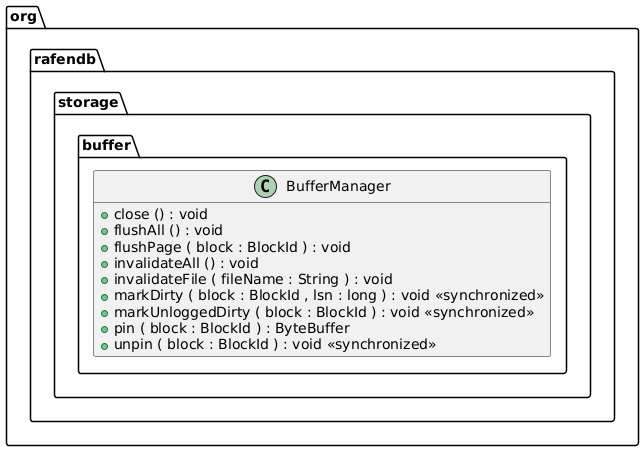 org
rafendb
storage
buffer
C BufferManager
close () : void
flushAll () : void
flushPage ( block : BlockId ) : void
invalidateAll () : void
invalidateFile ( fileName : String ) : void
markDirty ( block : BlockId , lsn : long ) : void «synchronized»
markUnloggedDirty ( block : BlockId ) : void «synchronized»
pin ( block : BlockId ) : ByteBuffer
unpin ( block : BlockId ) : void «synchronized»